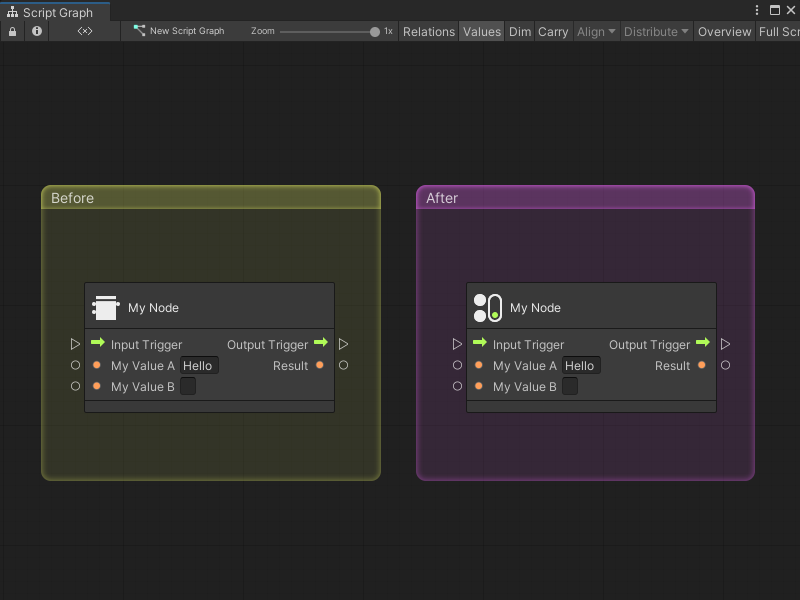 Script Graph
<×> New Script Graph Zoom 1x Relations Values Dim Carry Align Distribute Overview Full Scr
Before
My Node
Input Trigger Output Trigger
My Value A Hello Result
My Value B
After
My Node
Input Trigger Output Trigger
My Value A Hello Result
My Value B